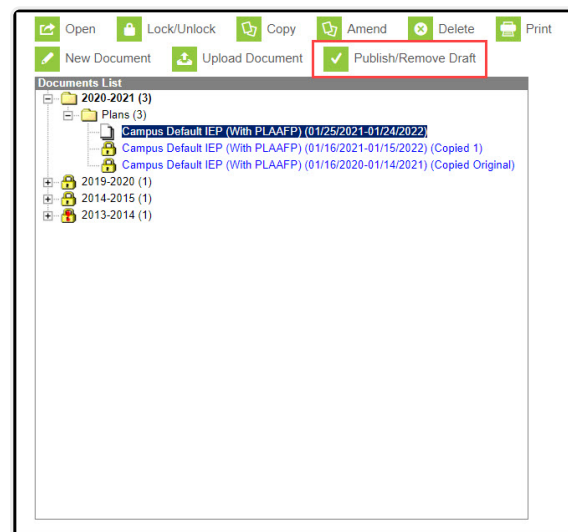 Open Lock/Unlock Copy Amend Delete Print
New Document Upload Document Publish/Remove Draft
Documents List
2020-2021 (3)
Plans (3)
Campus Default IEP (With PLAAFP) (01/25/2021-01/24/2022)
Campus Default IEP (With PLAAFP) (01/16/2021-01/15/2022) (Copied 1)
Campus Default IEP (With PLAAFP) (01/16/2020-01/14/2021) (Copied Original)
2019-2020 (1)
2014-2015 (1)
2013-2014 (1)